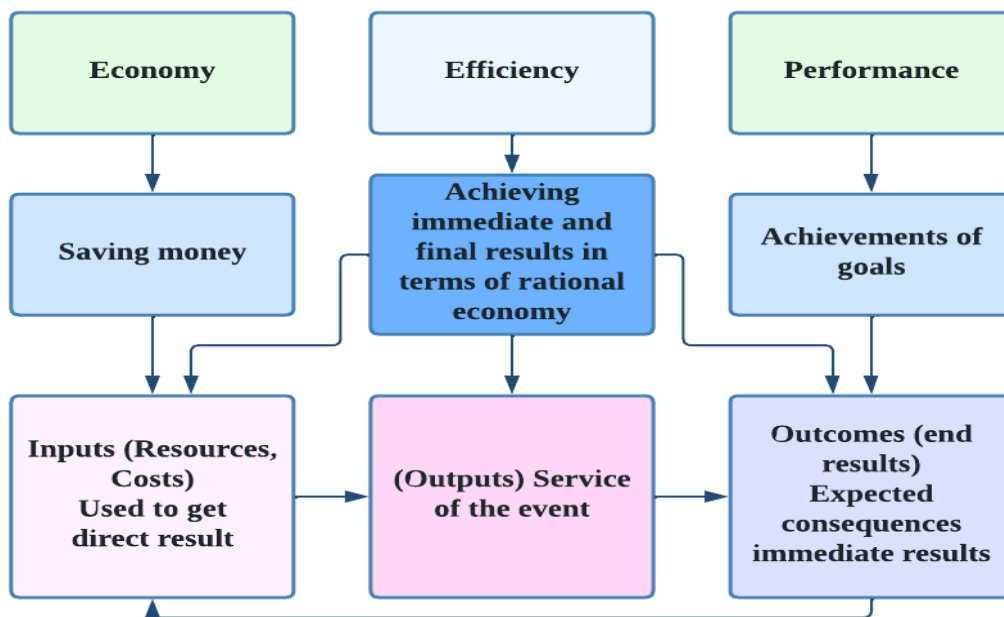 Economy
Efficiency
Performance
Saving money
Achieving
immediate and
final results in
terms of rational
economy
Achievements of
goals
Inputs (Resources,
Costs)
Used to get
direct result
(Outputs) Service
of the event
Outcomes (end
results)
Expected
consequences
immediate results